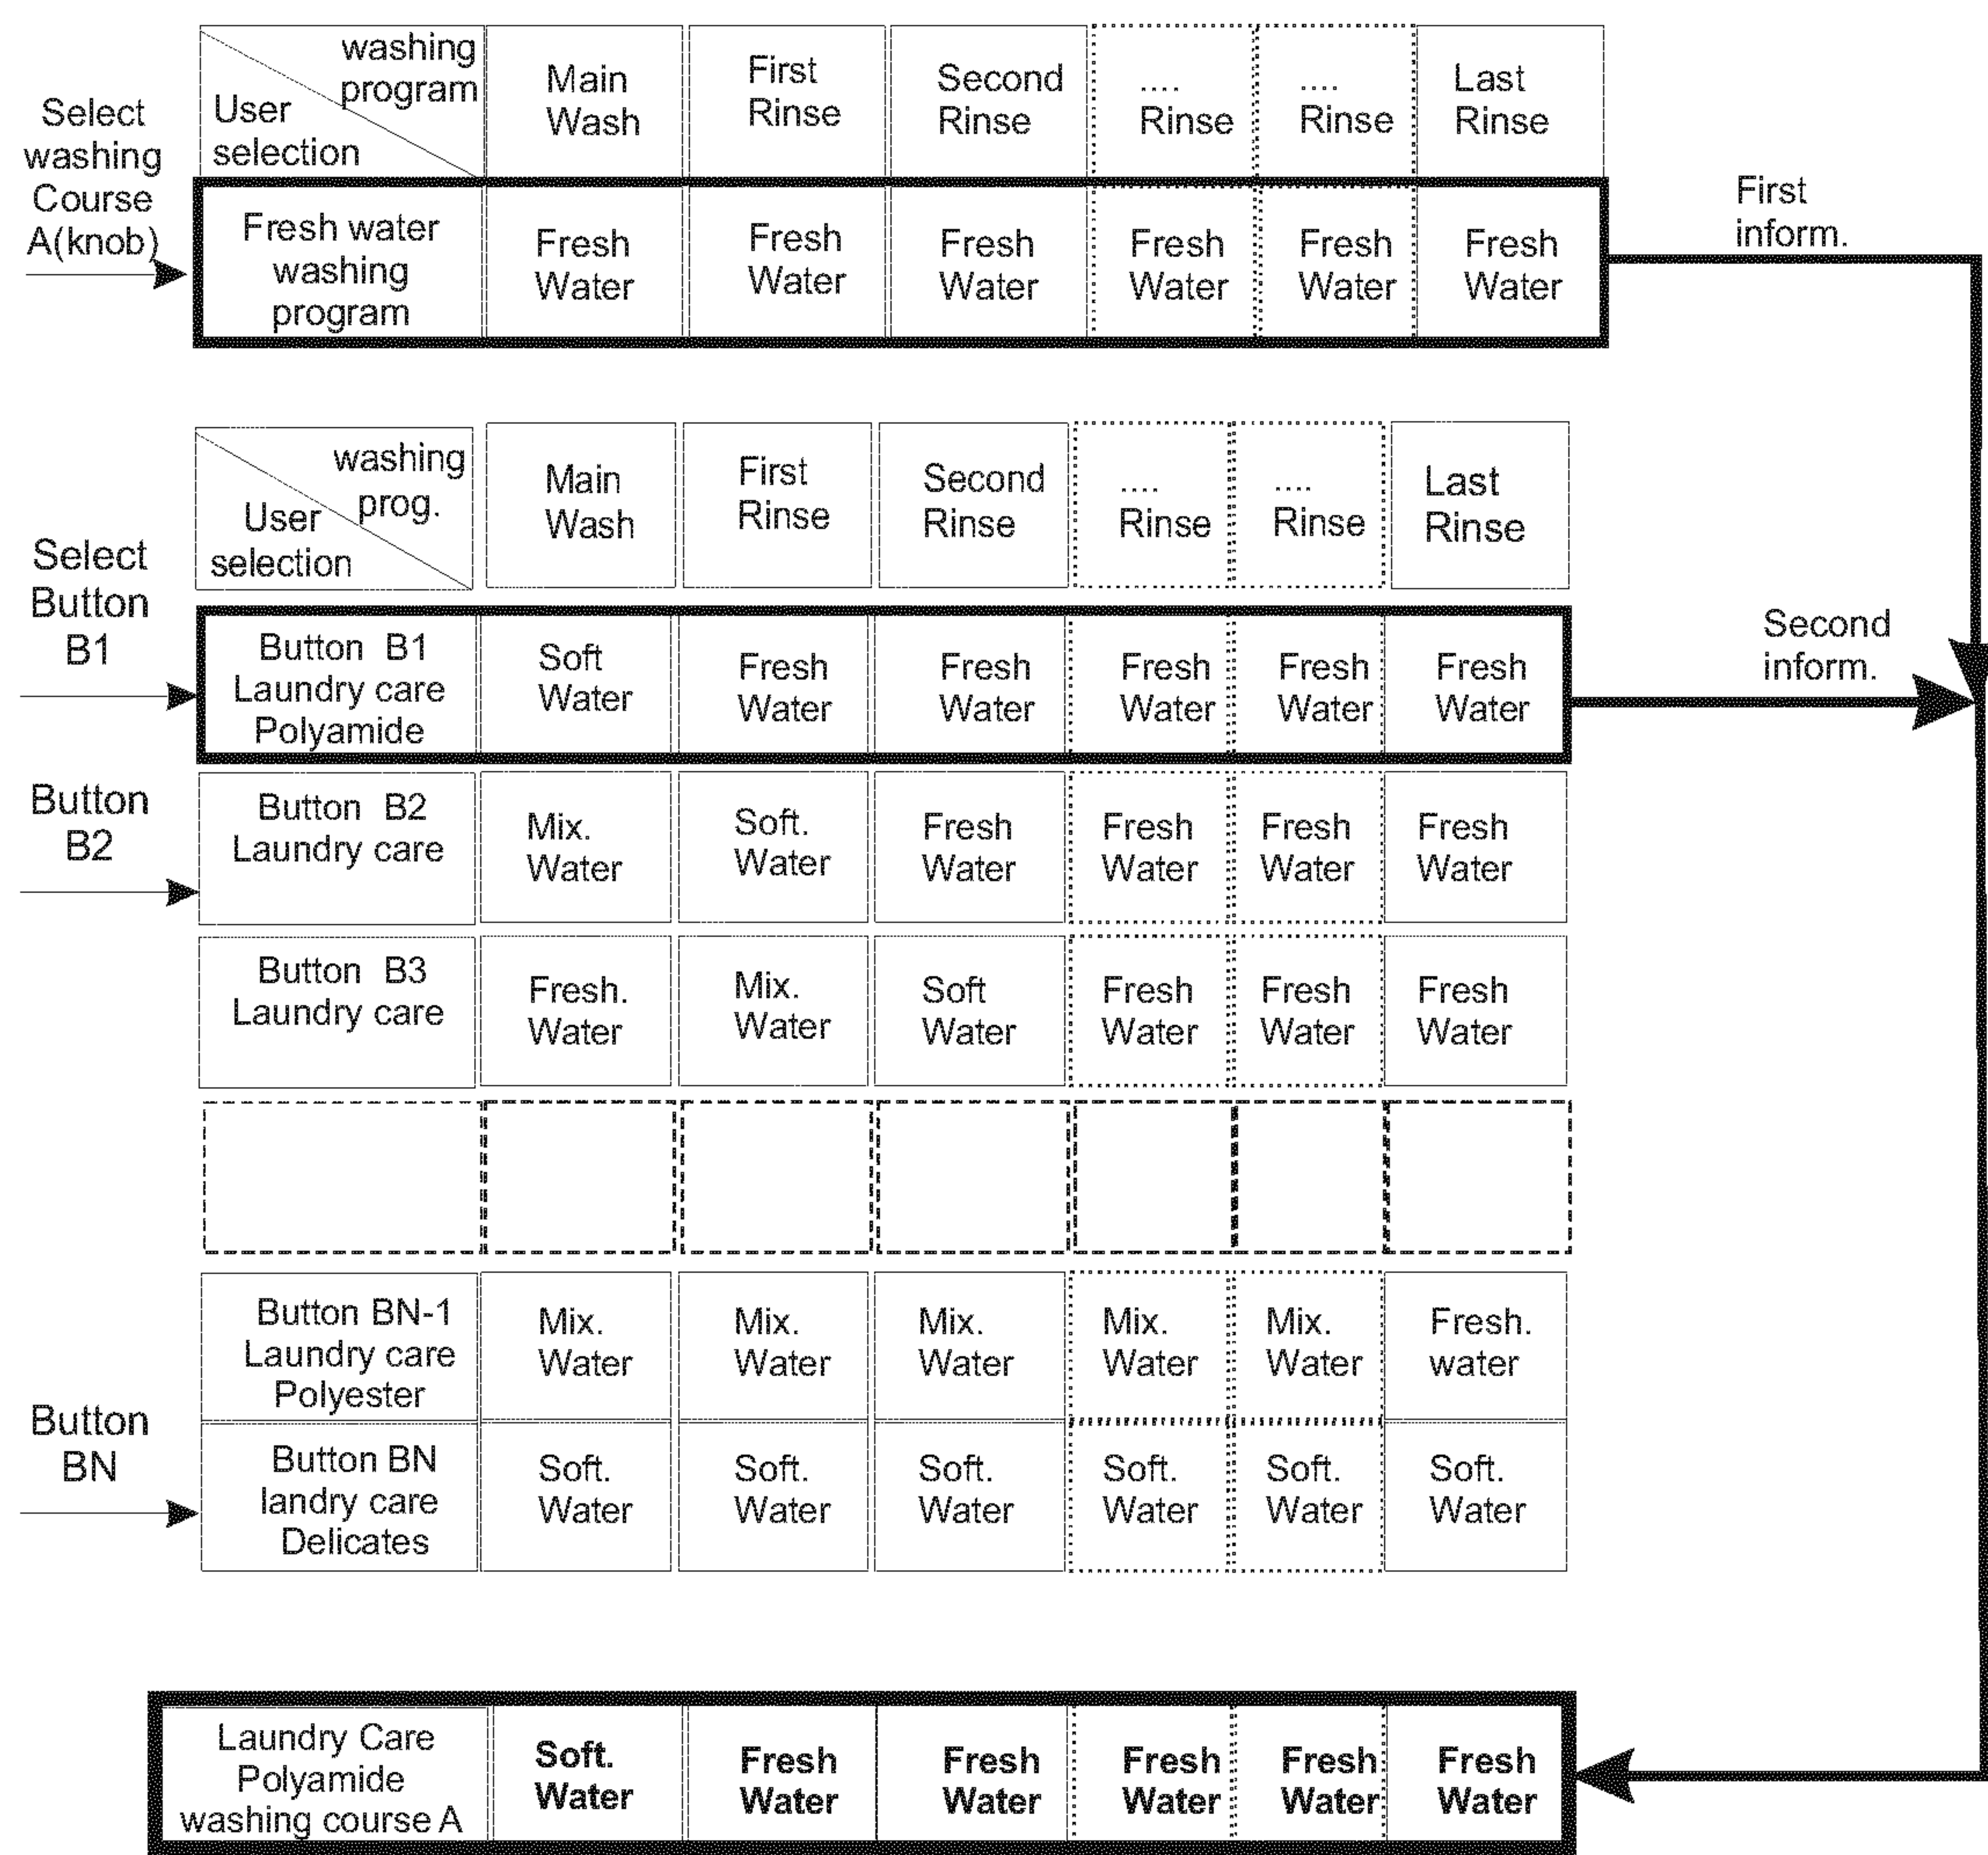 Select
washing
Course
A(knob)
washing
program
User
selection
Main
Wash
First
Rinse
Second
Rinse
....
Rinse
....
Rinse
Last
Rinse
Fresh water
washing
program
Fresh
Water
Fresh
Water
Fresh
Water
Fresh
Water
Fresh
Water
Fresh
Water
First
inform.
washing
prog.
User
selection
Main
Wash
First
Rinse
Second
Rinse
....
Rinse
....
Rinse
Last
Rinse
Select
Button
B1
Button B1
Laundry care
Polyamide
Soft
Water
Fresh
Water
Fresh
Water
Fresh
Water
Fresh
Water
Fresh
Water
Second
inform.
Button
B2
Button B2
Laundry care
Mix.
Water
Soft.
Water
Fresh
Water
Fresh
Water
Fresh
Water
Fresh
Water
Button B3
Laundry care
Fresh.
Water
Mix.
Water
Soft
Water
Fresh
Water
Fresh
Water
Fresh
Water
Button BN-1
Laundry care
Polyester
Mix.
Water
Mix.
Water
Mix.
Water
Mix.
Water
Mix.
Water
Fresh.
water
Button
BN
Button BN
landry care
Delicates
Soft.
Water
Soft.
Water
Soft.
Water
Soft.
Water
Soft.
Water
Soft.
Water
Laundry Care
Polyamide
washing course A
Soft.
Water
Fresh
Water
Fresh
Water
Fresh
Water
Fresh
Water
Fresh
Water